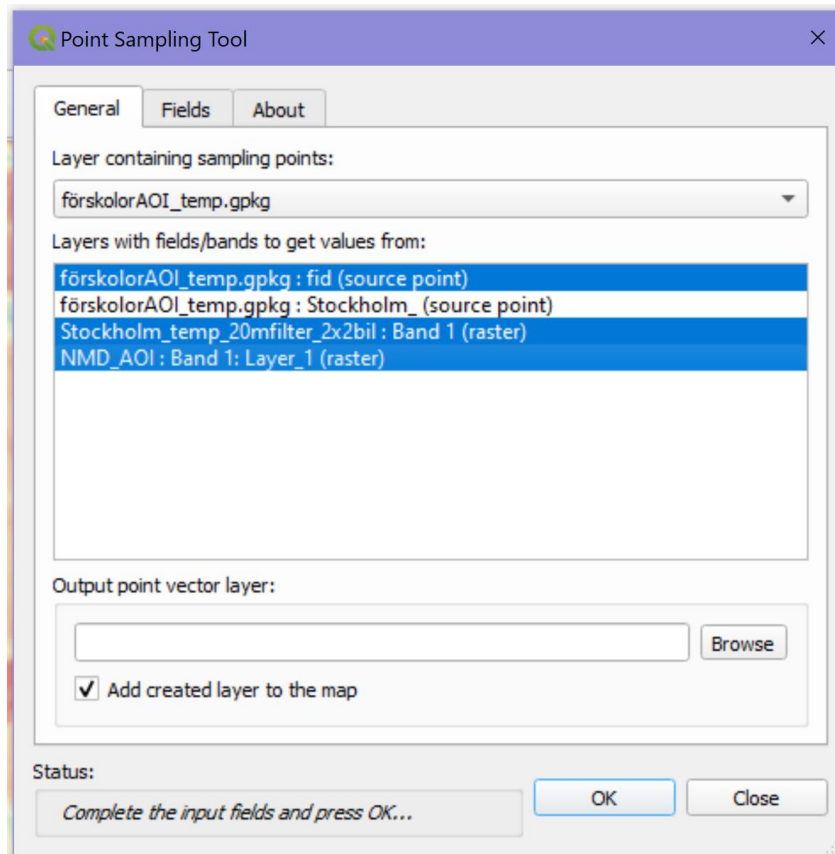 Point Sampling Tool
General Fields About
Layer containing sampling points:
förskolorAOI_temp.gpkg
Layers with fields/bands to get values from:
förskolorAOI_temp.gpkg : fid (source point)
förskolorAOI_temp.gpkg : Stockholm_ (source point)
Stockholm_temp_20mfilter_2x2bil : Band 1 (raster)
NMD_AOI : Band 1: Layer_1 (raster)
Output point vector layer:
Browse
Add created layer to the map
Status:
Complete the input fields and press OK...
OK Close